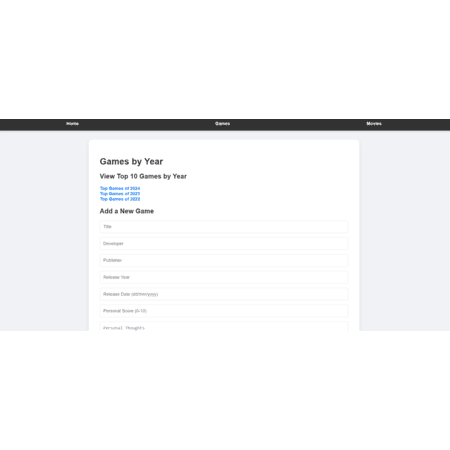 Home Games Movies
Games by Year
View Top 10 Games by Year
Top Games of 2024
Top Games of 2023
Top Games of 2022
Add a New Game
Title
Developer
Publisher
Release Year
Release Date (dd/mm/yyyy)
Personal Score (0-10)
Personal Thoughts